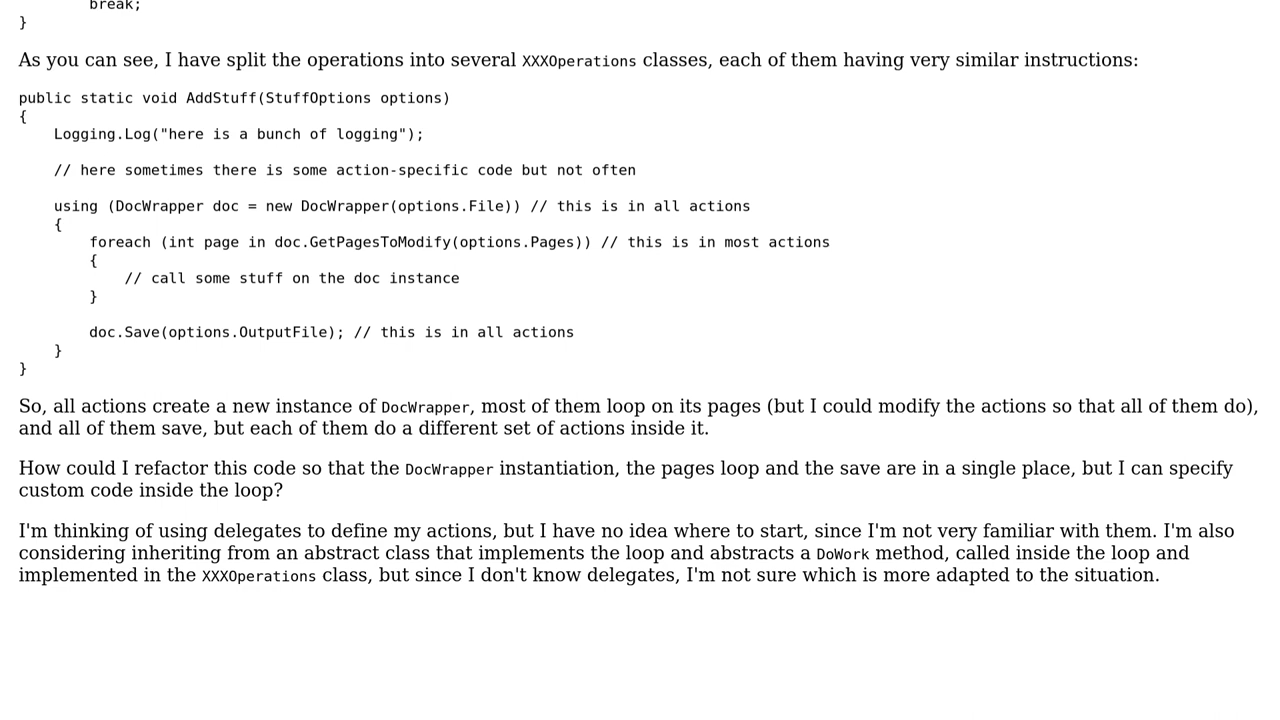 break;
}
As you can see, I have split the operations into several XXXOperations classes, each of them having very similar instructions:
public static void AddStuff(StuffOptions options)
{
    Logging.Log("here is a bunch of logging");
    // here sometimes there is some action-specific code but not often
    using (DocWrapper doc = new DocWrapper(options.File)) // this is in all actions
    {
        foreach (int page in doc.GetPagesToModify(options.Pages)) // this is in most actions
        {
            // call some stuff on the doc instance
        }
        doc.Save(options.OutputFile); // this is in all actions
    }
}
So, all actions create a new instance of DocWrapper, most of them loop on its pages (but I could modify the actions so that all of them do),
and all of them save, but each of them do a different set of actions inside it.
How could I refactor this code so that the DocWrapper instantiation, the pages loop and the save are in a single place, but I can specify
custom code inside the loop?
I'm thinking of using delegates to define my actions, but I have no idea where to start, since I'm not very familiar with them. I'm also
considering inheriting from an abstract class that implements the loop and abstracts a DoWork method, called inside the loop and
implemented in the XXXOperations class, but since I don't know delegates, I'm not sure which is more adapted to the situation.